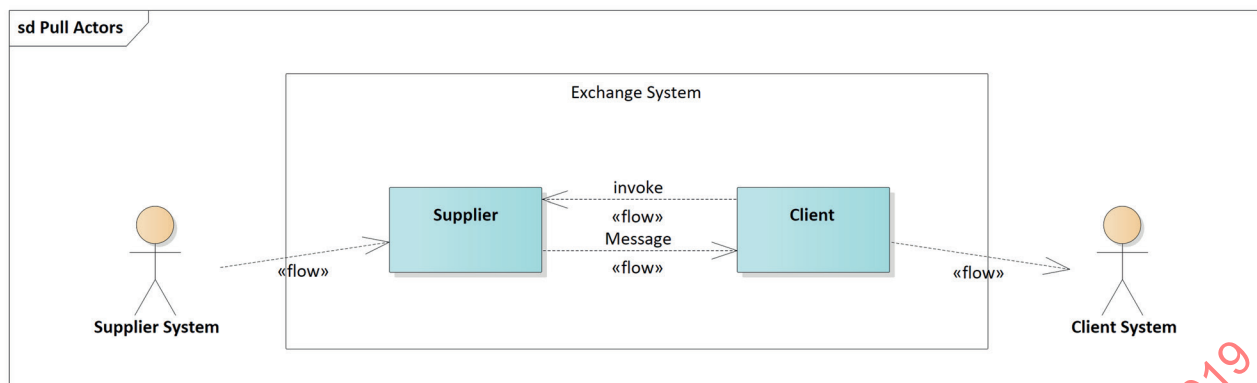 sd Pull Actors
Exchange System
invoke
«flow»
Supplier
Client
Message
«flow»
«flow»
«flow»
Supplier System
Client System